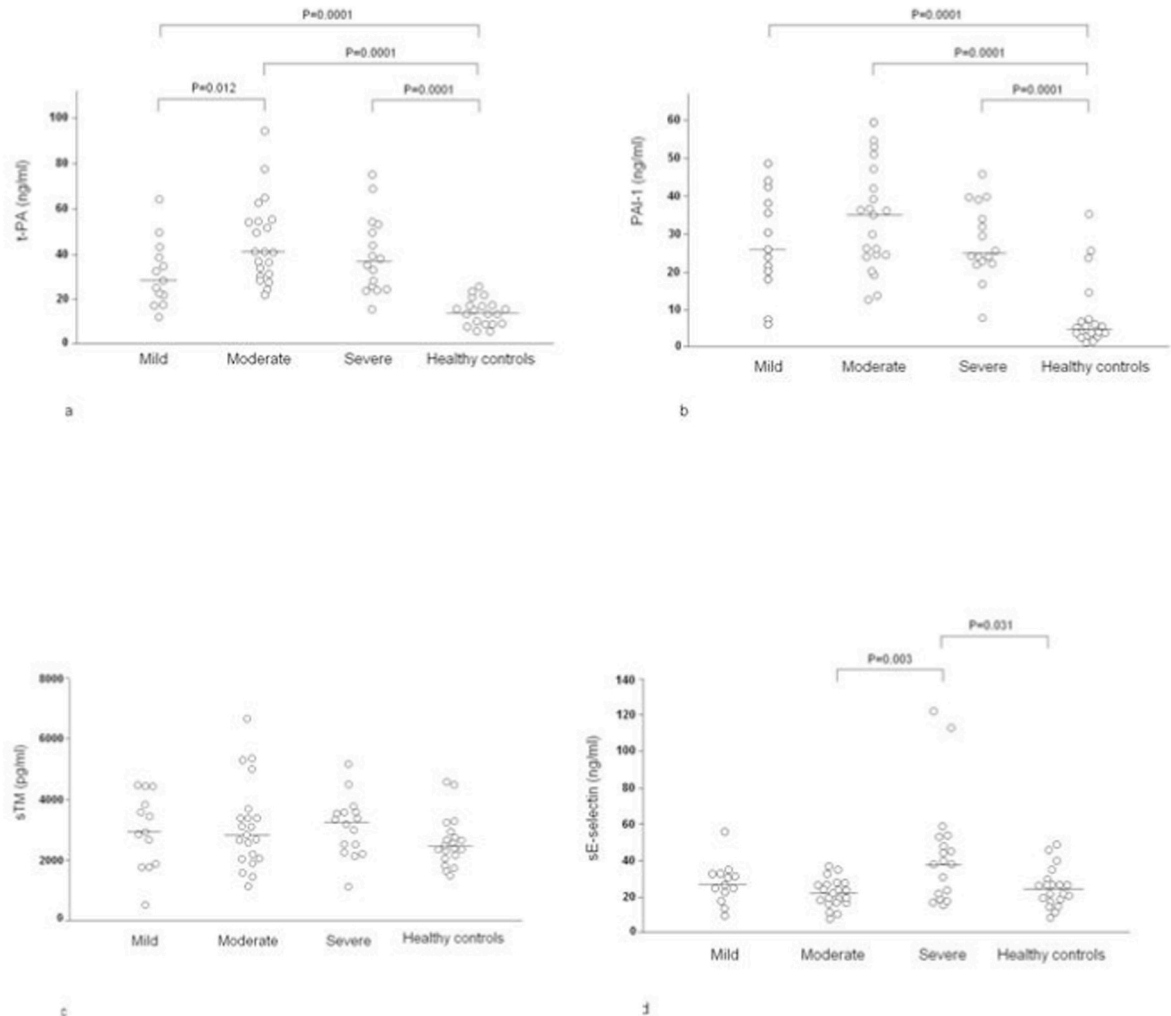 P=0.0001
P=0.0001
P=0.012
P=0.0001
t-PA (ng/ml)
100
80
60
40
20
0
Mild Moderate Severe Healthy controls
a
P=0.0001
P=0.0001
P=0.0001
PAI-1 (ng/ml)
60
50
40
30
20
10
0
Mild Moderate Severe Healthy controls
b
sTM (pg/ml)
8000
6000
4000
2000
0
Mild Moderate Severe Healthy controls
c
P=0.031
P=0.003
sE-selectin (ng/ml)
140
120
100
80
60
40
20
0
Mild Moderate Severe Healthy controls
d